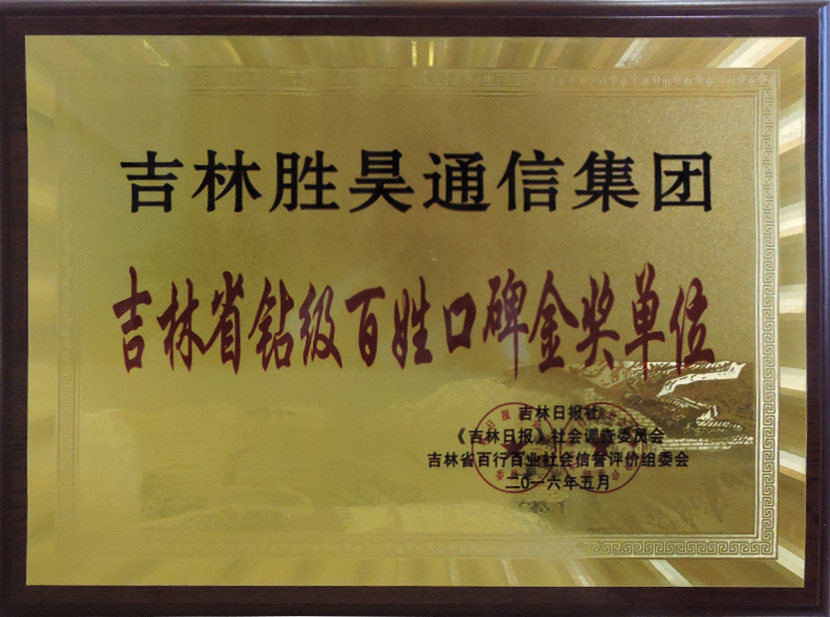 吉林胜昊通信集团
吉林省钻级百姓口碑金奖单位
吉林日报社
《吉林日报》社会调查委员会
吉林省百行百业社会信誉评价组委会
二〇一六年五月